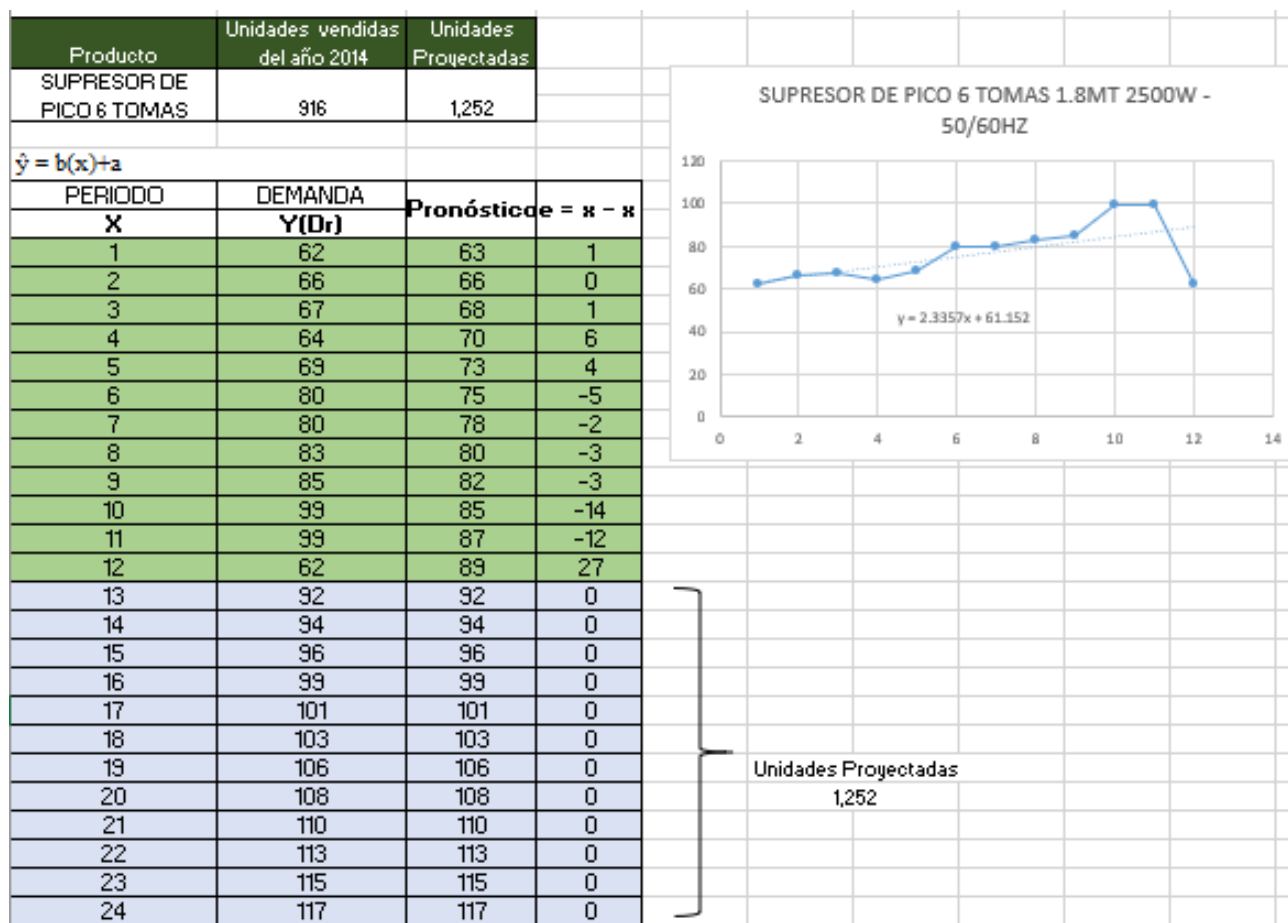 Producto Unidades vendidas del año 2014 Unidades Proyectadas
SUPRESOR DE PICO 6 TOMAS 916 1,252
ŷ = b(x)+a
PERIODO DEMANDA Pronóstico e = x - x
X Y(Dr)
1 62 63 1
2 66 66 0
3 67 68 1
4 64 70 6
5 69 73 4
6 80 75 -5
7 80 78 -2
8 83 80 -3
9 85 82 -3
10 99 85 -14
11 99 87 -12
12 62 89 27
13 92 92 0
14 94 94 0
15 96 96 0
16 99 99 0
17 101 101 0
18 103 103 0
19 106 106 0
20 108 108 0
21 110 110 0
22 113 113 0
23 115 115 0
24 117 117 0
SUPRESOR DE PICO 6 TOMAS 1.8MT 2500W -
50/60HZ
120
100
80
60
40
20
0
y = 2.3357x + 61.152
0 2 4 6 8 10 12 14
Unidades Proyectadas
1,252